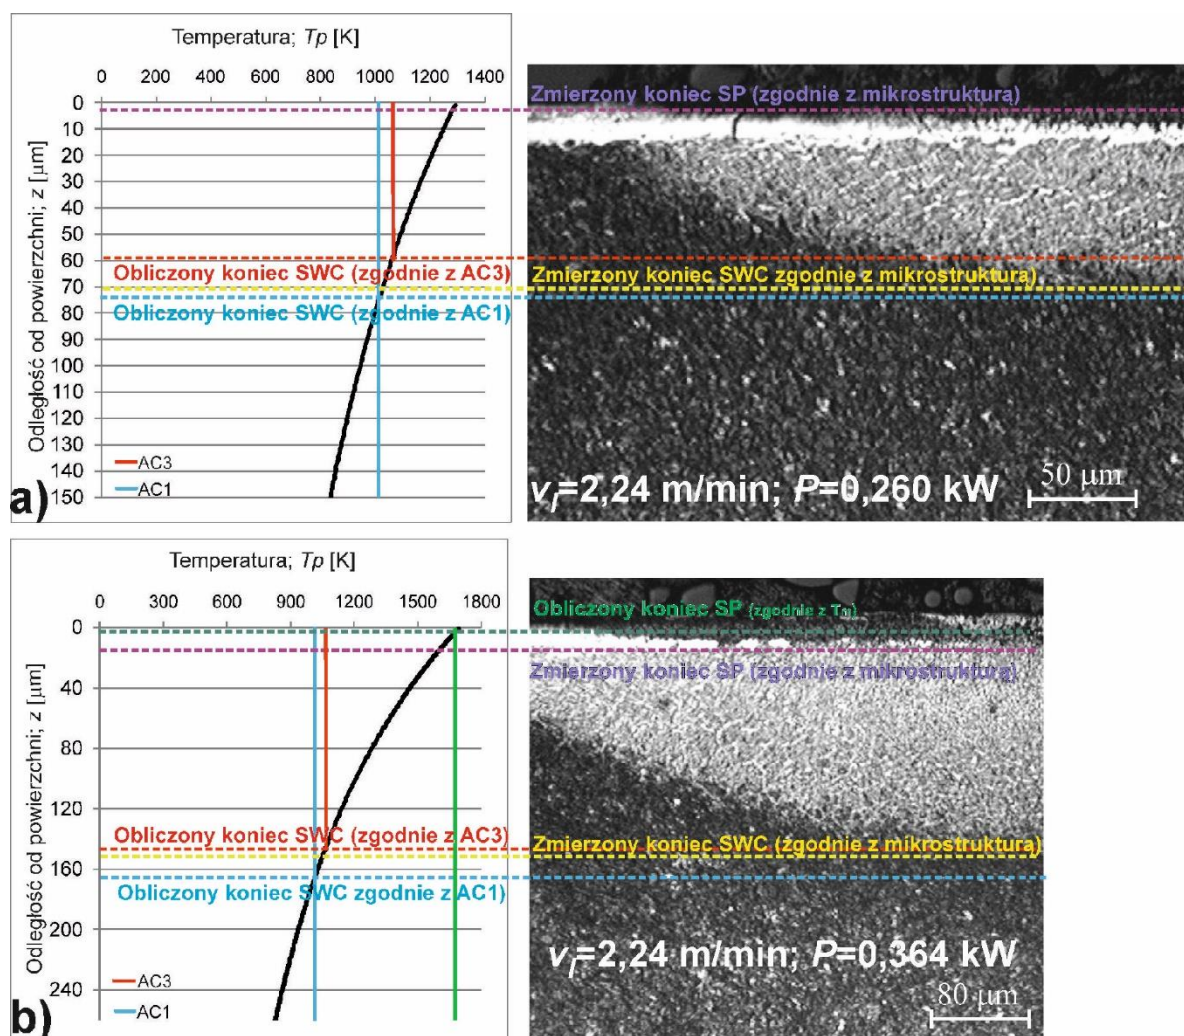 Temperatura; Tp [K]
0 200 400 600 800 1000 1200 1400
Odległość od powierzchni; z [µm]
0
10
20
30
40
50
60
70
80
90
100
110
120
130
140
150
Zmierzony koniec SP (zgodnie z mikrostrukturą)
Obliczony koniec SWC (zgodnie z AC3)
Zmierzony koniec SWC zgodnie z mikrostrukturą)
Obliczony koniec SWC (zgodnie z AC1)
AC3
AC1
a)
vl=2,24 m/min; P=0,260 kW
50 µm
Temperatura; Tp [K]
0 300 600 900 1200 1500 1800
Odległość od powierzchni; z [µm]
0
40
80
120
160
200
240
Obliczony koniec SP (zgodnie z TM)
Zmierzony koniec SP (zgodnie z mikrostrukturą)
Obliczony koniec SWC (zgodnie z AC3)
Zmierzony koniec SWC (zgodnie z mikrostrukturą)
Obliczony koniec SWC zgodnie z AC1)
AC3
AC1
b)
vl=2,24 m/min; P=0,364 kW
80 µm